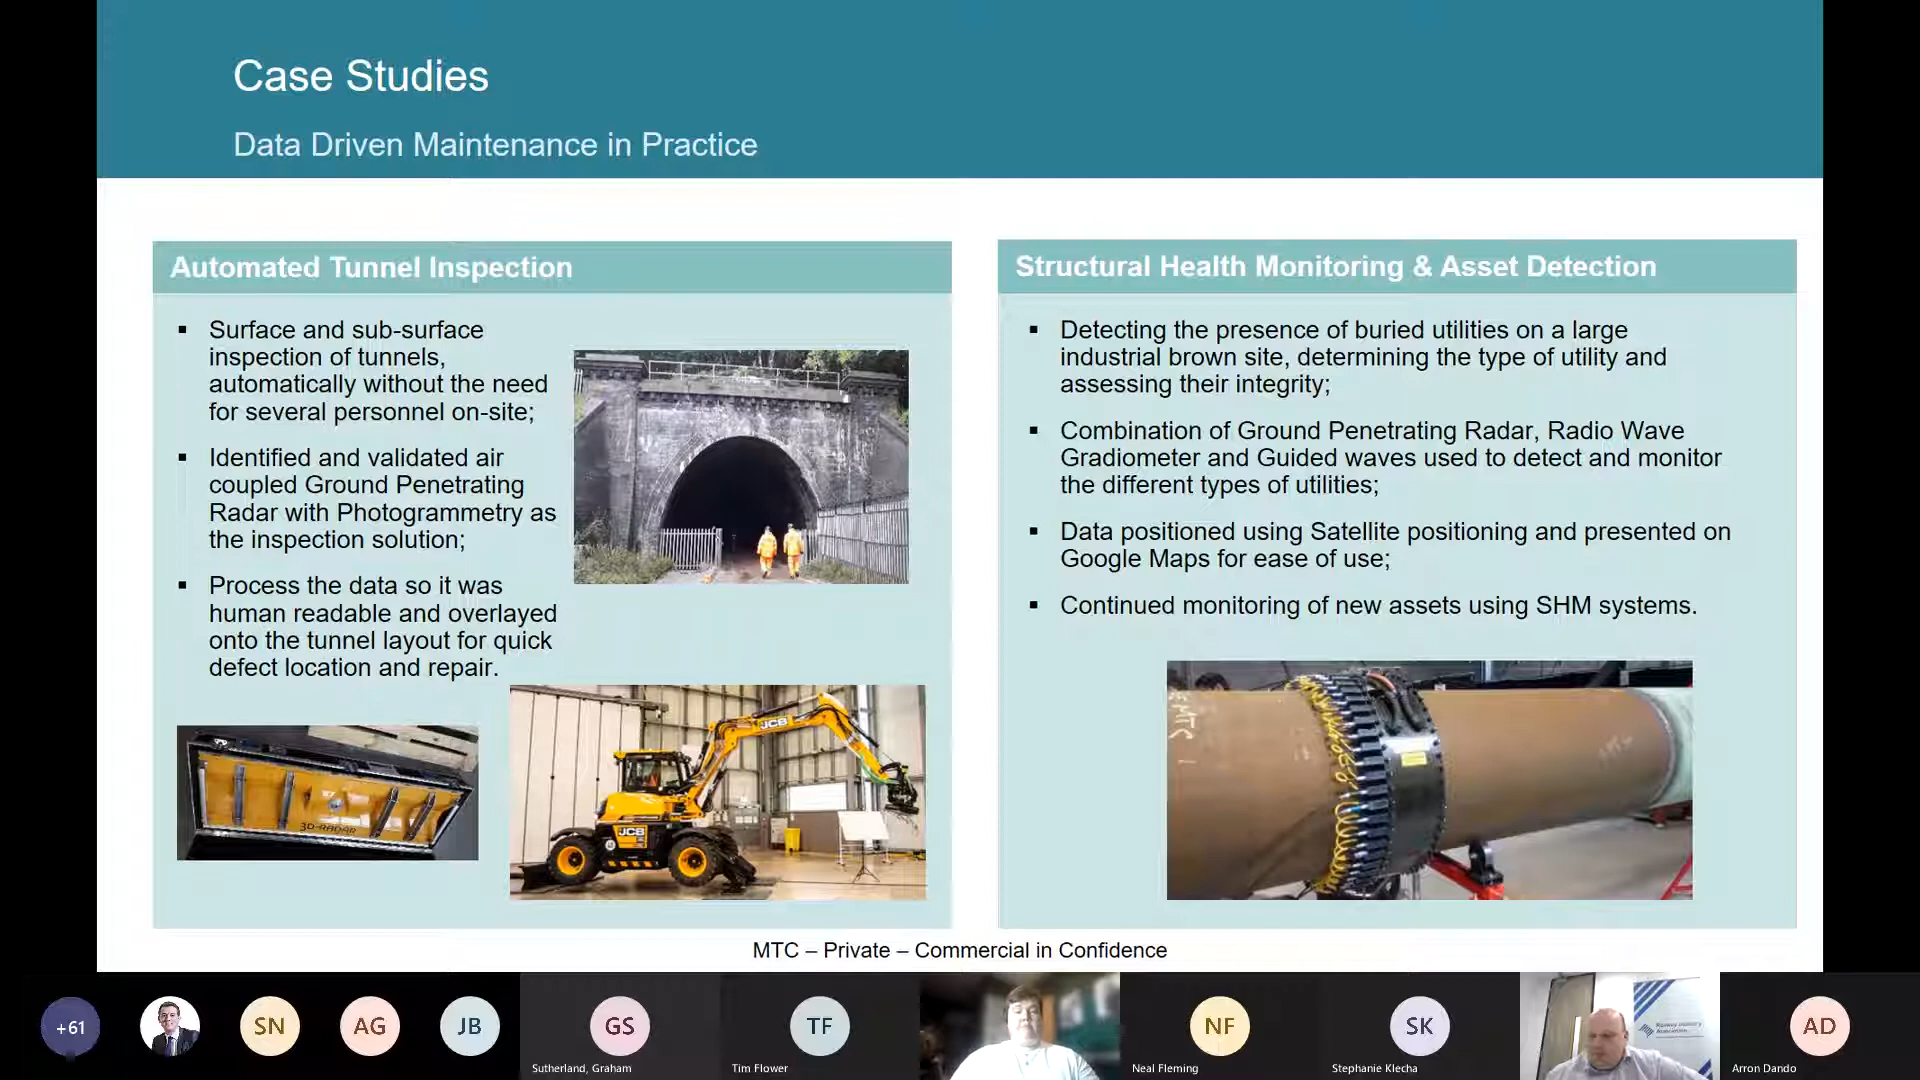 Case Studies
Data Driven Maintenance in Practice
Automated Tunnel Inspection
▪ Surface and sub-surface
inspection of tunnels,
automatically without the need
for several personnel on-site;
▪ Identified and validated air
coupled Ground Penetrating
Radar with Photogrammetry as
the inspection solution;
▪ Process the data so it was
human readable and overlayed
onto the tunnel layout for quick
defect location and repair.
3D-RADAR
JCB
JCB
Structural Health Monitoring & Asset Detection
▪ Detecting the presence of buried utilities on a large
industrial brown site, determining the type of utility and
assessing their integrity;
▪ Combination of Ground Penetrating Radar, Radio Wave
Gradiometer and Guided waves used to detect and monitor
the different types of utilities;
▪ Data positioned using Satellite positioning and presented on
Google Maps for ease of use;
▪ Continued monitoring of new assets using SHM systems.
MTC – Private – Commercial in Confidence
+61
SN
AG
JB
GS
Sutherland, Graham
TF
Tim Flower
NF
Neal Fleming
SK
Stephanie Klecha
Railway Industry
Association
AD
Arron Dando